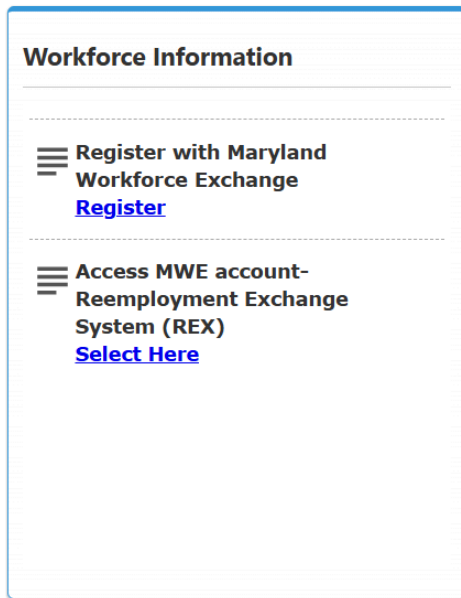 Workforce Information
Register with Maryland
Workforce Exchange
Register
Access MWE account-
Reemployment Exchange
System (REX)
Select Here